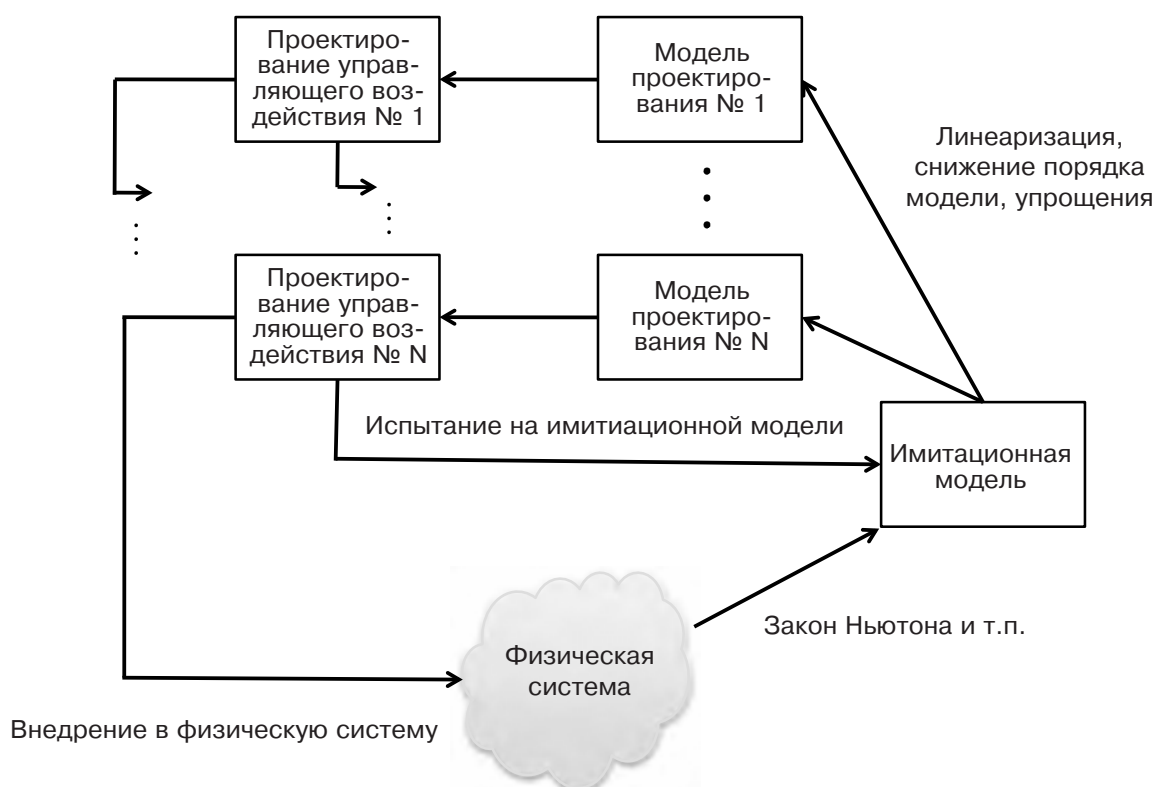 Проектиро-
вание управ-
ляющего воз-
действия № 1
Модель
проектиро-
вания № 1
Линеаризация,
снижение порядка
модели, упрощения
Проектиро-
вание управ-
ляющего воз-
действия № N
Модель
проектиро-
вания № N
Испытание на имитиационной модели
Имитационная
модель
Закон Ньютона и т.п.
Физическая
система
Внедрение в физическую систему